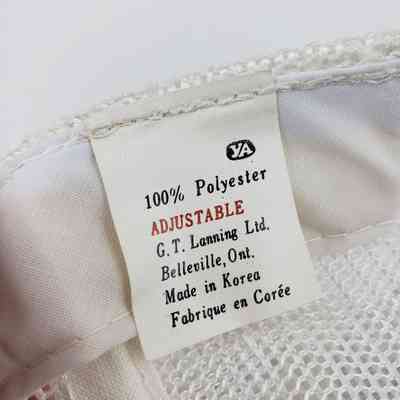 YA
100% Polyester
ADJUSTABLE
G.T. Lanning Ltd.
Belleville, Ont.
Made in Korea
Fabrique en Corée